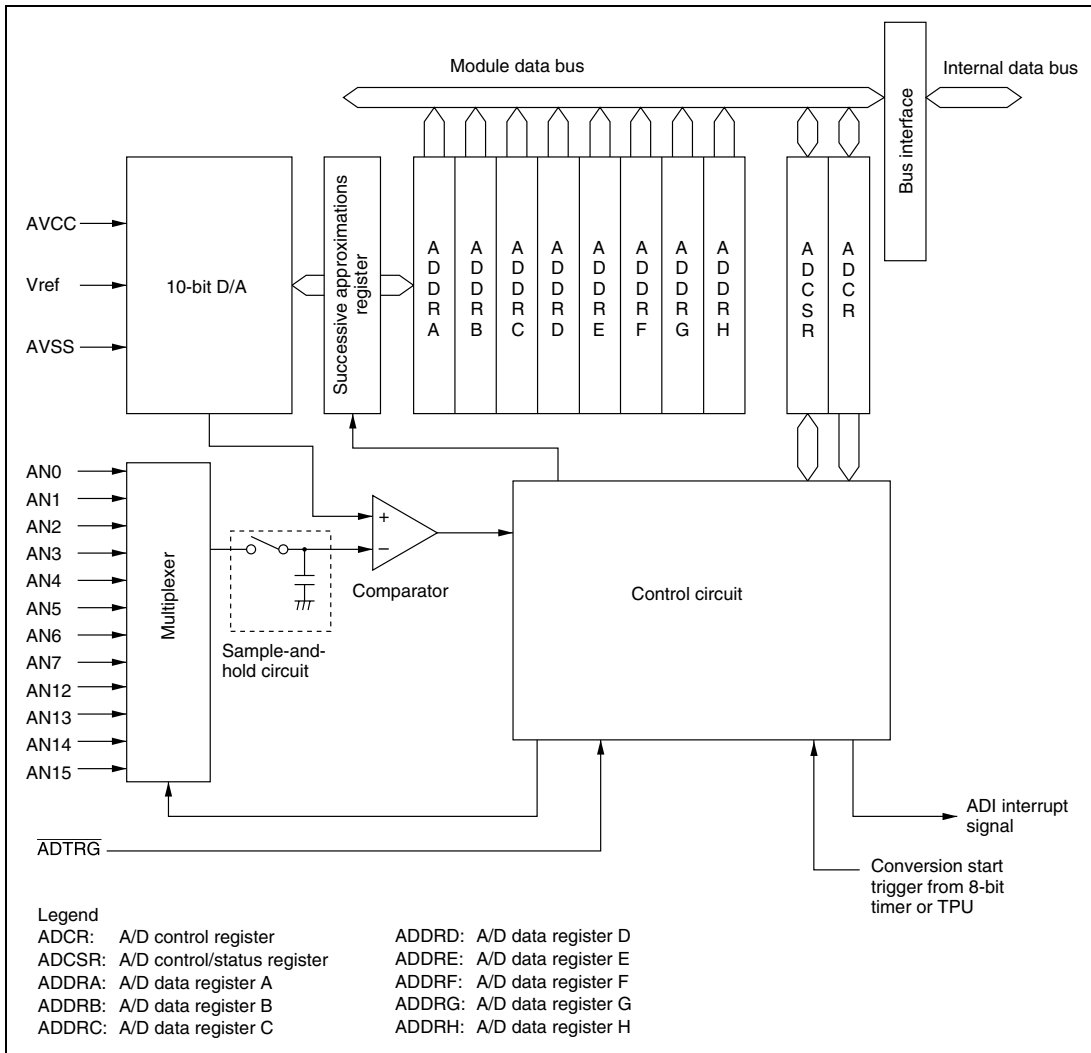 Module data bus
Internal data bus
Bus interface
AVCC
Vref
AVSS
10-bit D/A
Successive approximations
register
ADDRA
ADDRB
ADDRC
ADDRD
ADDRE
ADDRF
ADDRG
ADDRH
ADCSR
ADCR
AN0
AN1
AN2
AN3
AN4
AN5
AN6
AN7
AN12
AN13
AN14
AN15
Multiplexer
+
−
Comparator
Sample-and-
hold circuit
Control circuit
ADI interrupt
signal
ADTRG
Conversion start
trigger from 8-bit
timer or TPU
Legend
ADCR: A/D control register
ADCSR: A/D control/status register
ADDRA: A/D data register A
ADDRB: A/D data register B
ADDRC: A/D data register C
ADDRD: A/D data register D
ADDRE: A/D data register E
ADDRF: A/D data register F
ADDRG: A/D data register G
ADDRH: A/D data register H